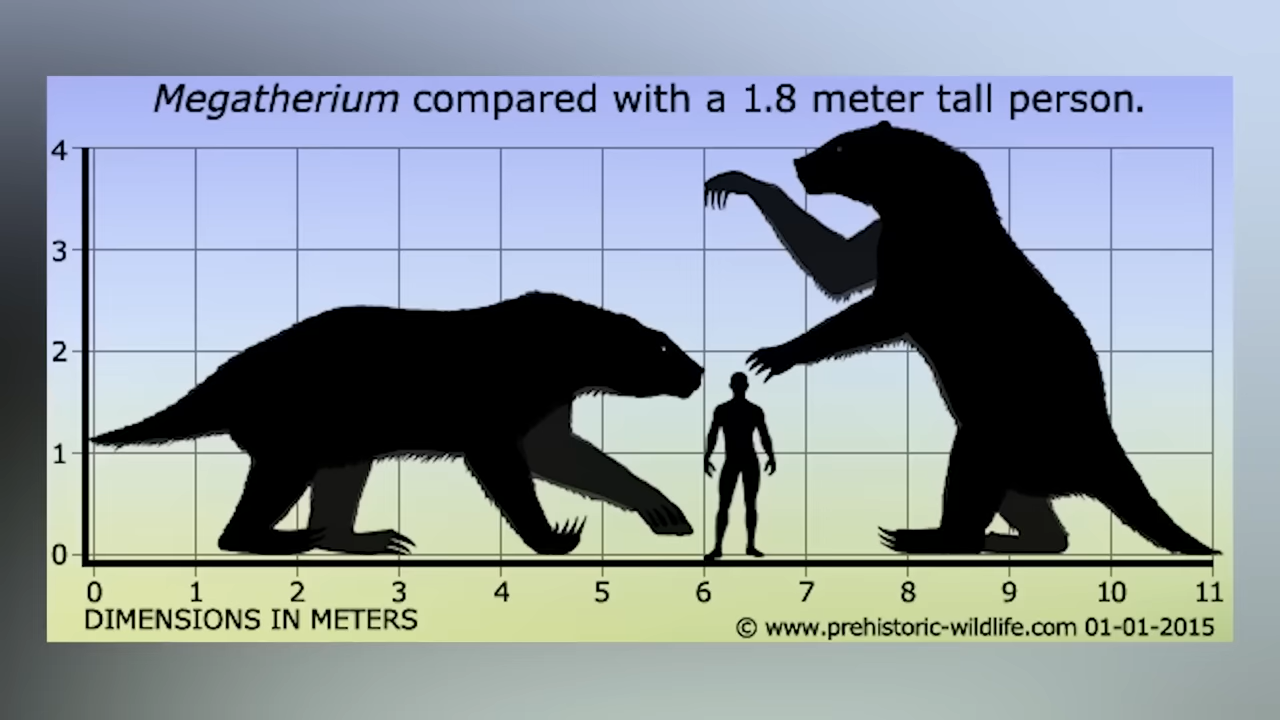 Megatherium compared with a 1.8 meter tall person.
4
3
2
1
0
0 1 2 3 4 5 6 7 8 9 10 11
DIMENSIONS IN METERS
© www.prehistoric-wildlife.com 01-01-2015